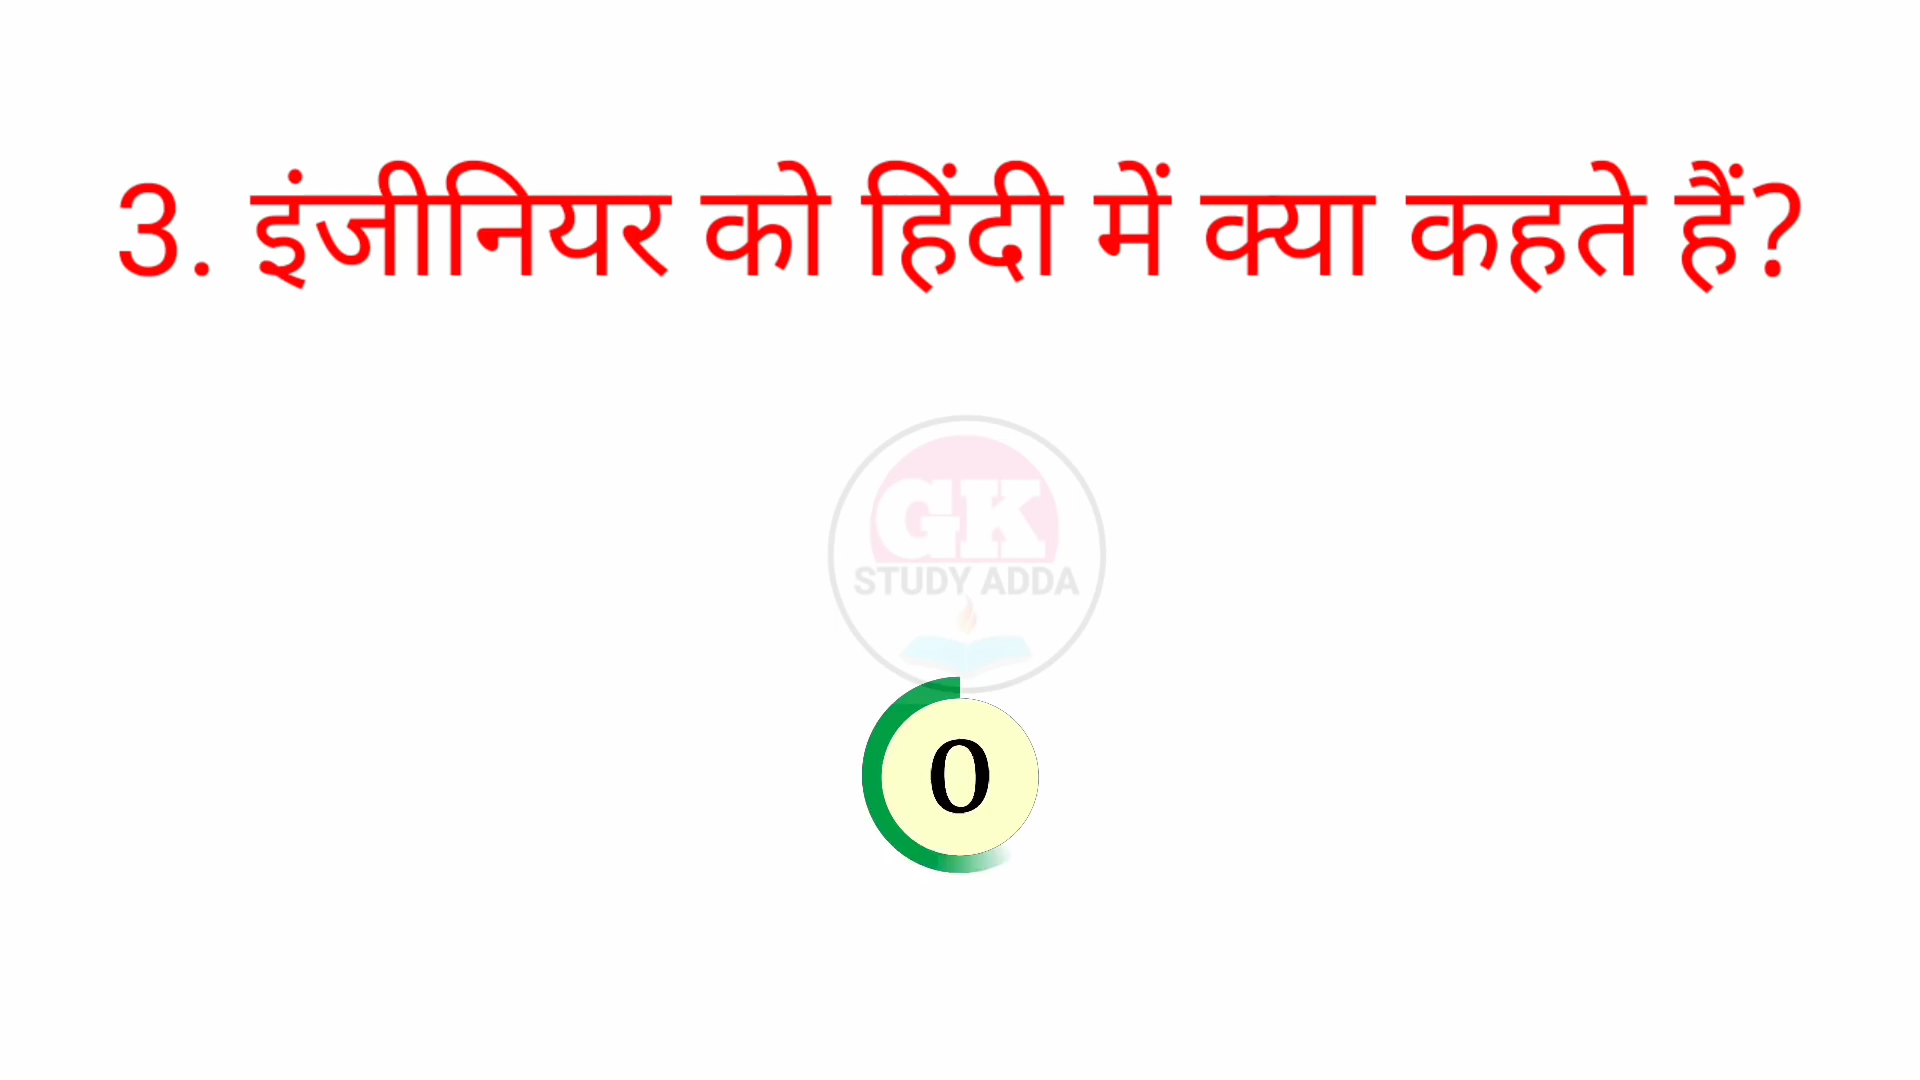 3. इंजीनियर को हिंदी में क्या कहते हैं?
GK
STUDY ADDA
0